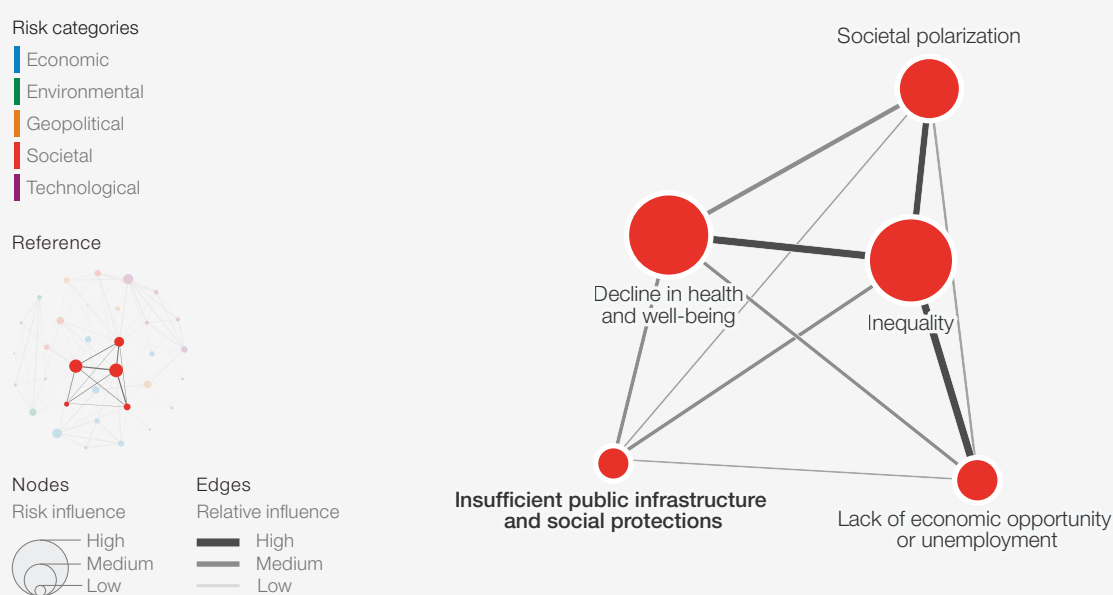 Risk categories
Economic
Environmental
Geopolitical
Societal
Technological
Reference
Nodes
Risk influence
High
Medium
Low
Edges
Relative influence
High
Medium
Low
Societal polarization
Decline in health
and well-being
Inequality
Insufficient public infrastructure
and social protections
Lack of economic opportunity
or unemployment